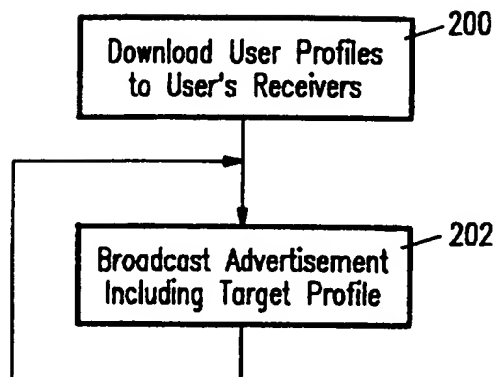 200
Download User Profiles
to User's Receivers
202
Broadcast Advertisement
Including Target Profile